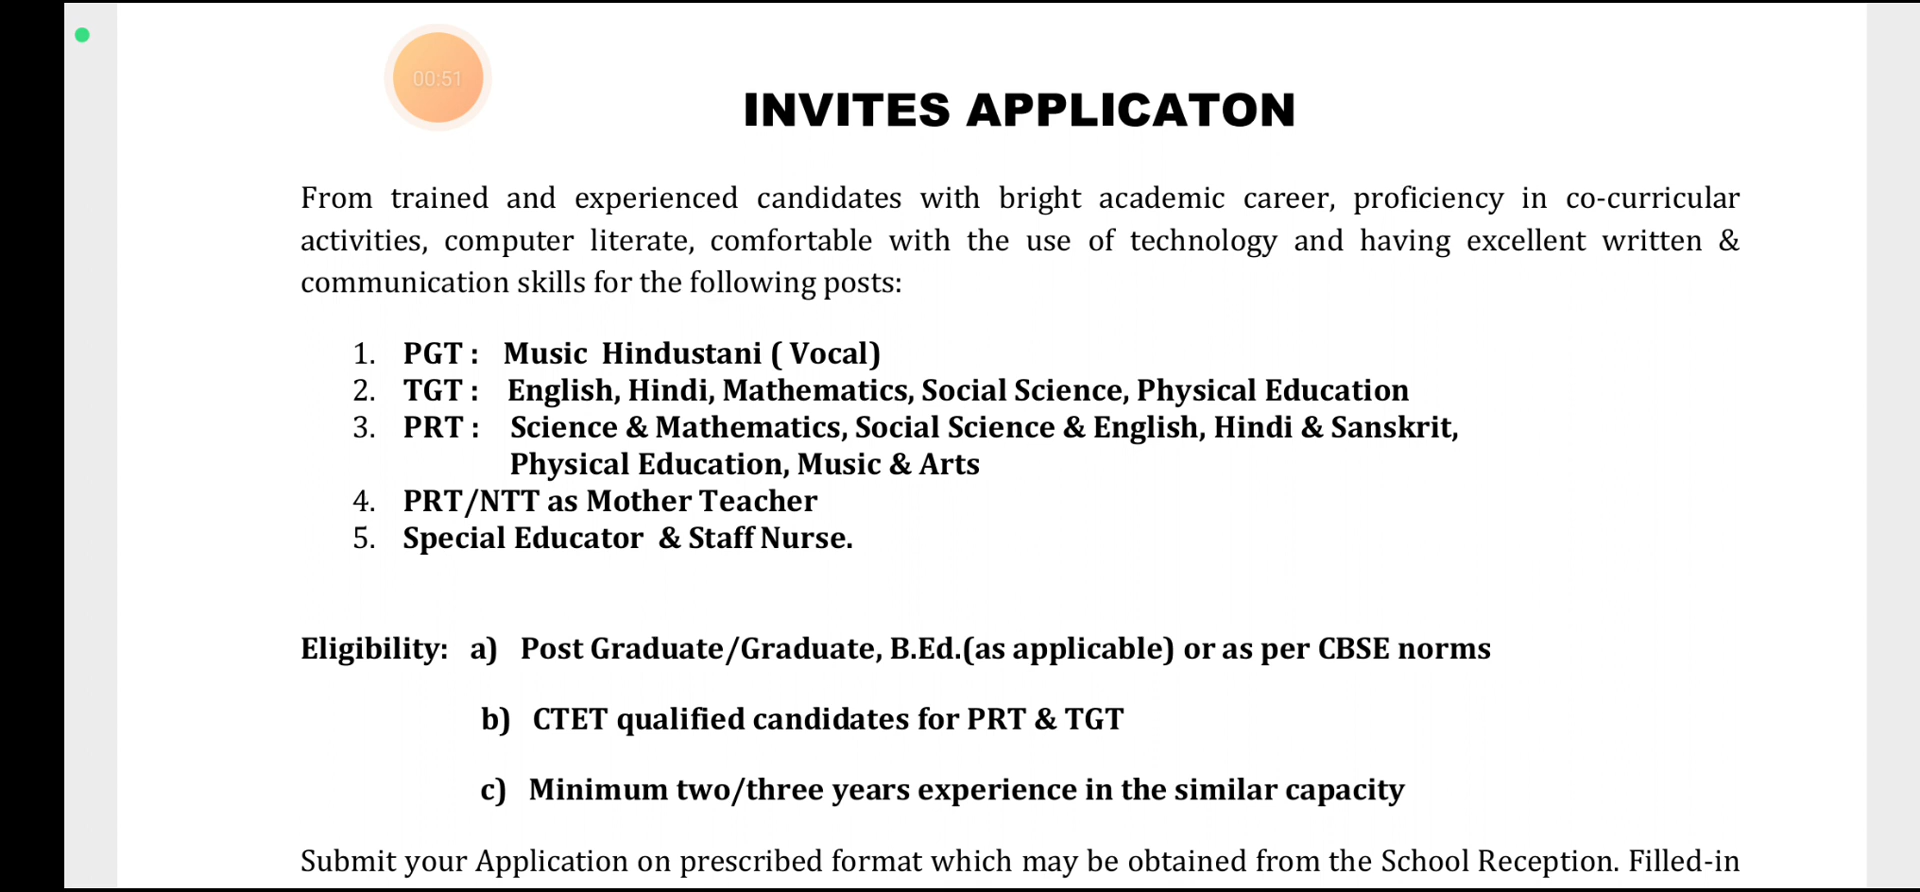 00:51
INVITES APPLICATON
From trained and experienced candidates with bright academic career, proficiency in co-curricular
activities, computer literate, comfortable with the use of technology and having excellent written &
communication skills for the following posts:
1. PGT : Music Hindustani ( Vocal)
2. TGT : English, Hindi, Mathematics, Social Science, Physical Education
3. PRT : Science & Mathematics, Social Science & English, Hindi & Sanskrit,
Physical Education, Music & Arts
4. PRT/NTT as Mother Teacher
5. Special Educator & Staff Nurse.
Eligibility: a) Post Graduate/Graduate, B.Ed.(as applicable) or as per CBSE norms
b) CTET qualified candidates for PRT & TGT
c) Minimum two/three years experience in the similar capacity
Submit your Application on prescribed format which may be obtained from the School Reception. Filled-in